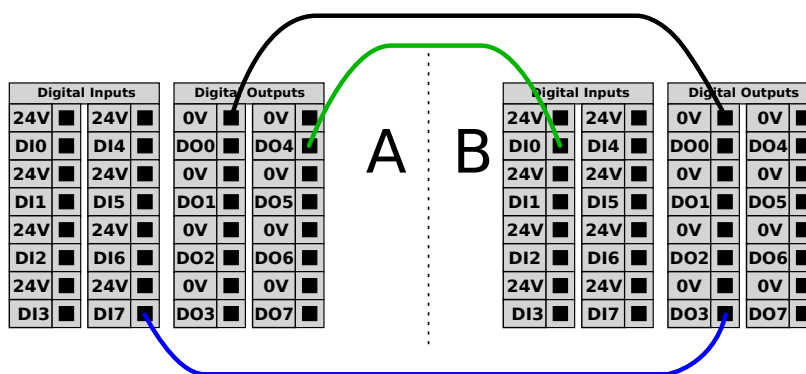 Digital Inputs Digital Outputs Digital Inputs Digital Outputs
24V 24V 0V 0V 24V 24V 0V 0V
DI0 DI4 DO0 DO4 A B DI0 DI4 DO0 DO4
24V 24V 0V 0V 24V 24V 0V 0V
DI1 DI5 DO1 DO5 DI1 DI5 DO1 DO5
24V 24V 0V 0V 24V 24V 0V 0V
DI2 DI6 DO2 DO6 DI2 DI6 DO2 DO6
24V 24V 0V 0V 24V 24V 0V 0V
DI3 DI7 DO3 DO7 DI3 DI7 DO3 DO7